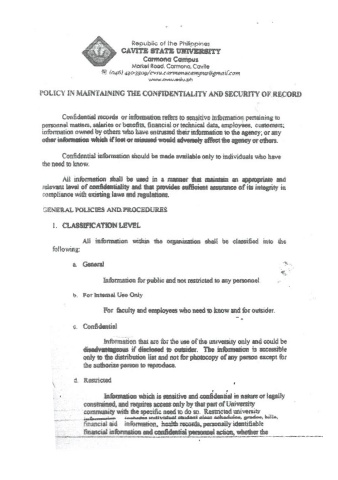 Republic of the Philippines
CAVITE STATE UNIVERSITY
Carmona Campus
Market Road, Carmona, Cavite
www.cvsu.edu.ph
POLICY IN MAINTAINING THE CONFIDENTIALITY AND SECURITY OF RECORD
Confidential records or information refers to sensitive information pertaining to
personnel matters, salaries or benefits, financial or technical data, employees, customers;
information owned by others who have entrusted their information to the agency; or any
other information which if lost or misused would adversely affect the agency or others.
Confidential information should be made available only to individuals who have
the need to know.
All information shall be used in a manner that maintain an appropriate and
relevant level of confidentiality and that provides sufficient assurance of its integrity in
compliance with existing laws and regulations.
GENERAL POLICIES AND PROCEDURES
1. CLASSIFICATION LEVEL
All information within the organization shall be classified into the
following:
a. General
Information for public and not restricted to any personnel
b. For Internal Use Only
For faculty and employees who need to know and for outsider.
c. Confidential
Information that are for the use of the university only and could be
disadvantageous if disclosed to outsider. The information is accessible
only to the distribution list and not for photocopy of any person except for
the authorize person to reproduce.
d. Restricted
Information which is sensitive and confidential in nature or legally
constrained, and requires access only by that part of University
community with the specific need to do so. Restricted university
information individual student class schedules, grades, bills,
financial aid information, health records, personally identifiable
financial information and confidential personal action, whether the